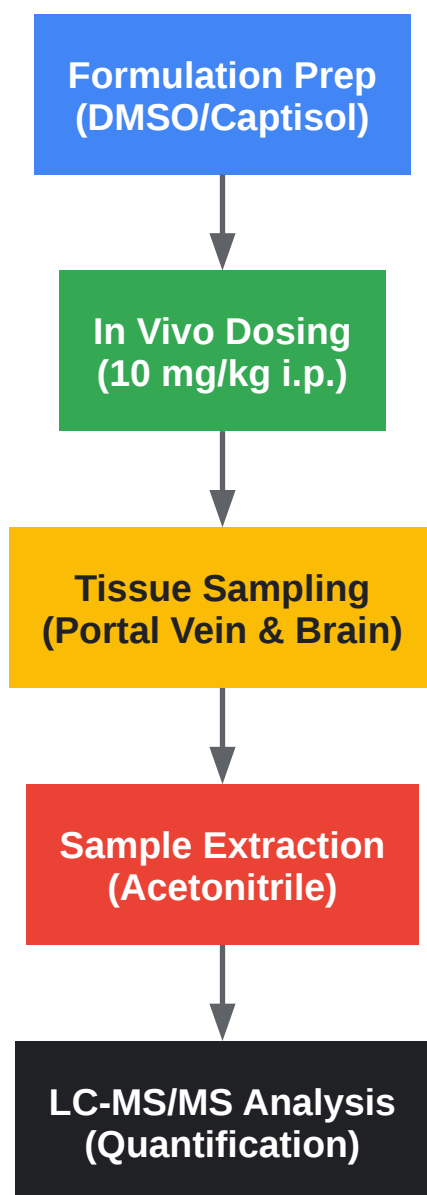 Formulation Prep
(DMSO/Captisol)
In Vivo Dosing
(10 mg/kg i.p.)
Tissue Sampling
(Portal Vein & Brain)
Sample Extraction
(Acetonitrile)
LC-MS/MS Analysis
(Quantification)